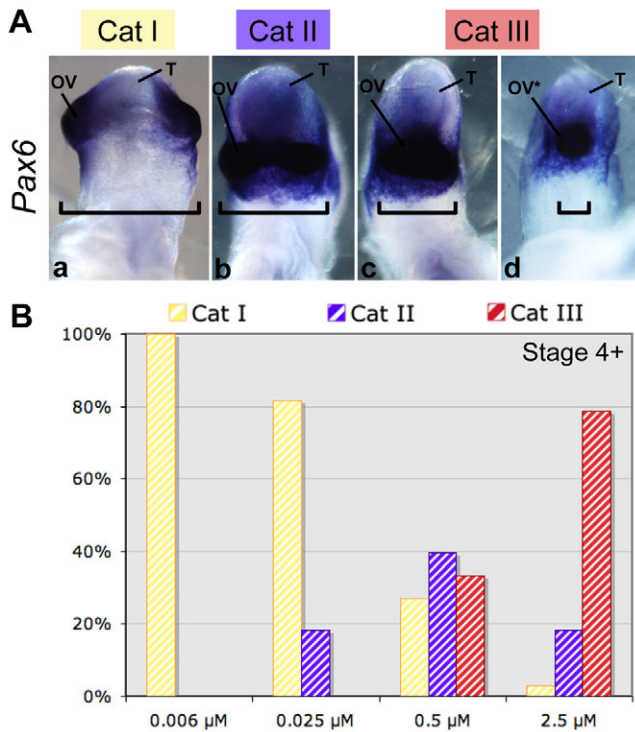 A
Cat I Cat II Cat III
OV T T OV T OV T OV*
Pax6
a b c d
B
Cat I Cat II Cat III
Stage 4+
100%
80%
60%
40%
20%
0%
0.006 µM 0.025 µM 0.5 µM 2.5 µM